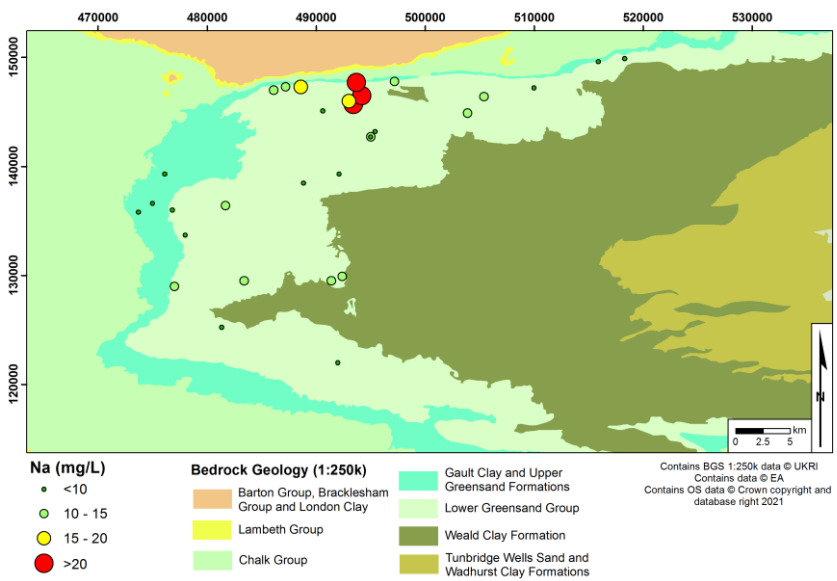 470000 480000 490000 500000 510000 520000 530000
150000
140000
130000
120000
N
km
0 2.5 5
Na (mg/L)
<10
10 - 15
15 - 20
>20
Bedrock Geology (1:250k)
Barton Group, Bracklesham
Group and London Clay
Lambeth Group
Chalk Group
Gault Clay and Upper
Greensand Formations
Lower Greensand Group
Weald Clay Formation
Tunbridge Wells Sand and
Wadhurst Clay Formations
Contains BGS 1:250k data © UKRI
Contains data © EA
Contains OS data © Crown copyright and
database right 2021